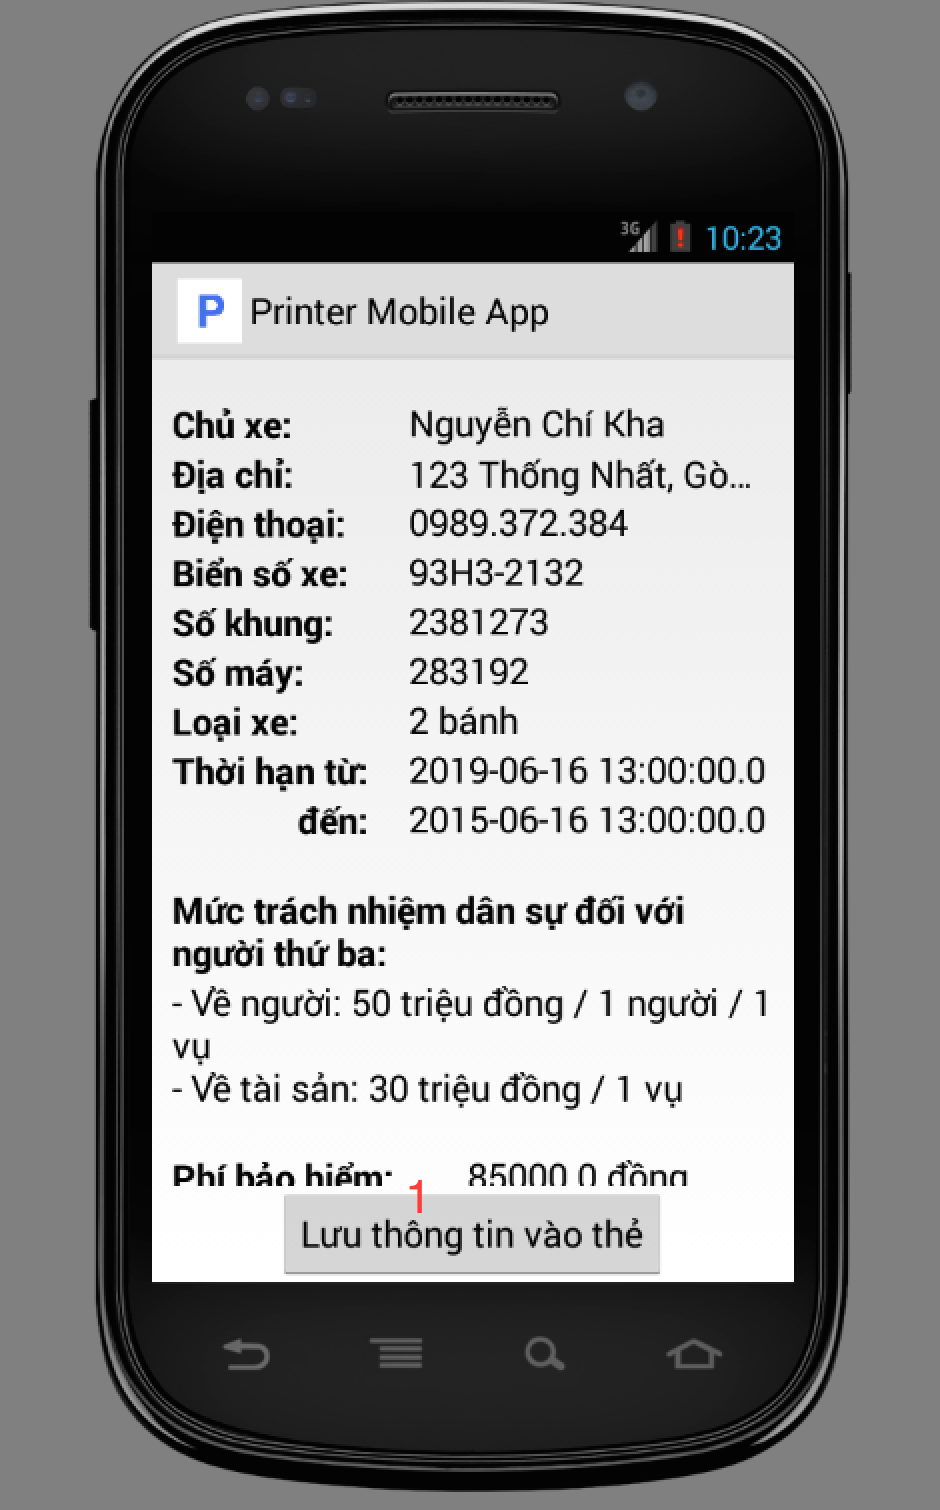 3G 10:23
P Printer Mobile App
Chủ xe: Nguyễn Chí Kha
Địa chỉ: 123 Thống Nhất, Gò...
Điện thoại: 0989.372.384
Biển số xe: 93H3-2132
Số khung: 2381273
Số máy: 283192
Loại xe: 2 bánh
Thời hạn từ: 2019-06-16 13:00:00.0
đến: 2015-06-16 13:00:00.0
Mức trách nhiệm dân sự đối với
người thứ ba:
- Về người: 50 triệu đồng / 1 người / 1
vụ
- Về tài sản: 30 triệu đồng / 1 vụ
Phí bảo hiểm: 85000.0 đồng
1
Lưu thông tin vào thẻ